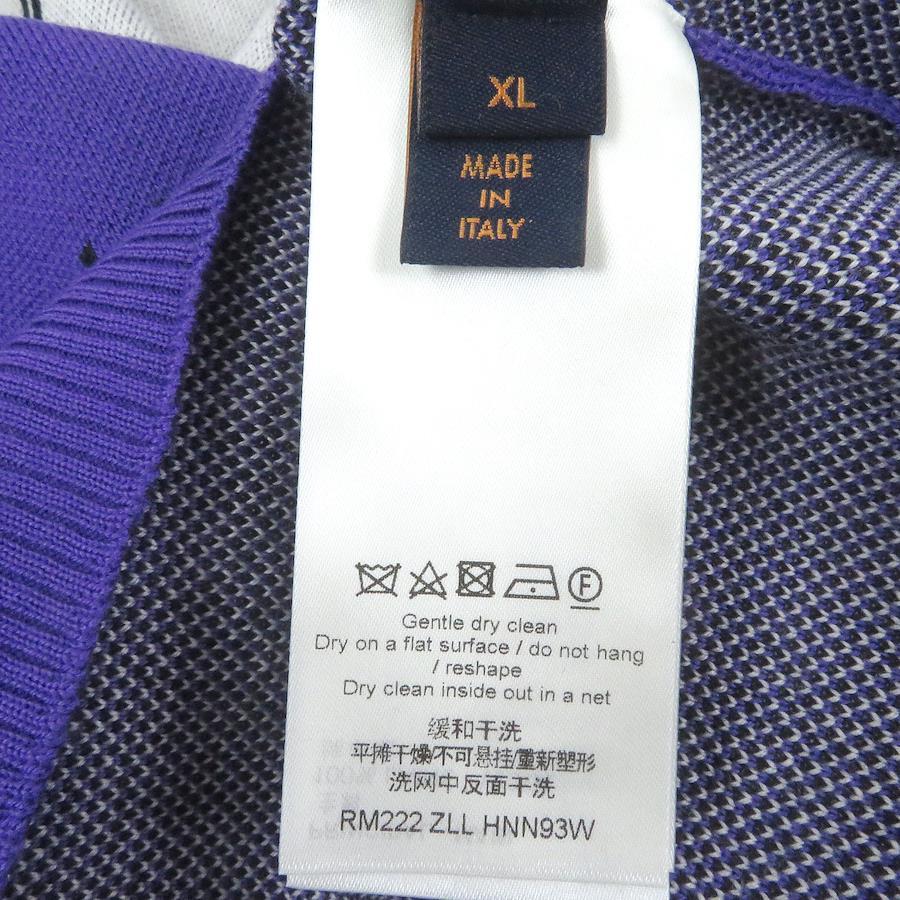 XL
MADE
IN
ITALY
F
Gentle dry clean
Dry on a flat surface / do not hang
/ reshape
Dry clean inside out in a net
缓和干洗
平摊干燥/不可悬挂/重新塑形
洗网中反面干洗
RM222 ZLL HNN93W